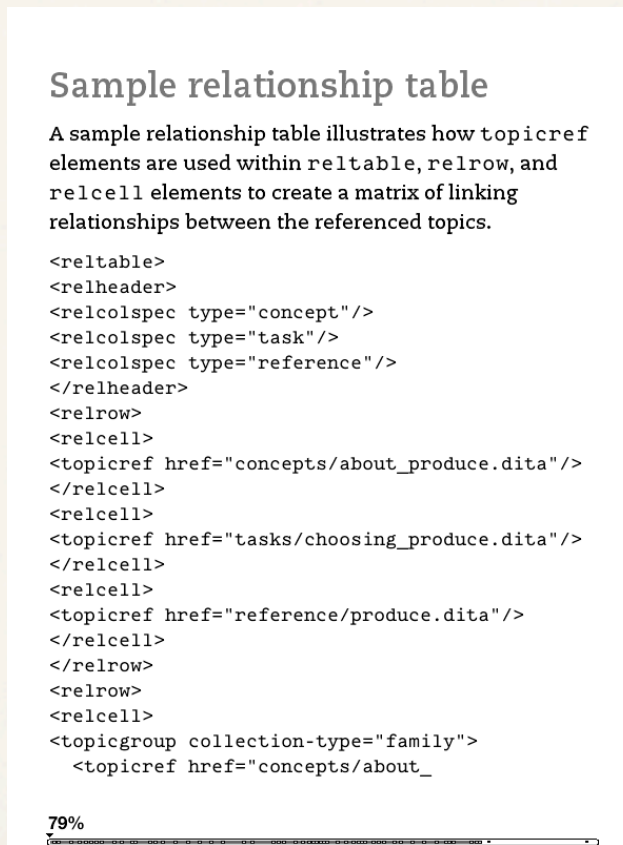 Sample relationship table
A sample relationship table illustrates how topicref
elements are used within reltable, relrow, and
relcell elements to create a matrix of linking
relationships between the referenced topics.
<reltable>
<relheader>
<relcolspec type="concept"/>
<relcolspec type="task"/>
<relcolspec type="reference"/>
</relheader>
<relrow>
<relcell>
<topicref href="concepts/about_produce.dita"/>
</relcell>
<relcell>
<topicref href="tasks/choosing_produce.dita"/>
</relcell>
<relcell>
<topicref href="reference/produce.dita"/>
</relcell>
</relrow>
<relrow>
<relcell>
<topicgroup collection-type="family">
  <topicref href="concepts/about_
79%